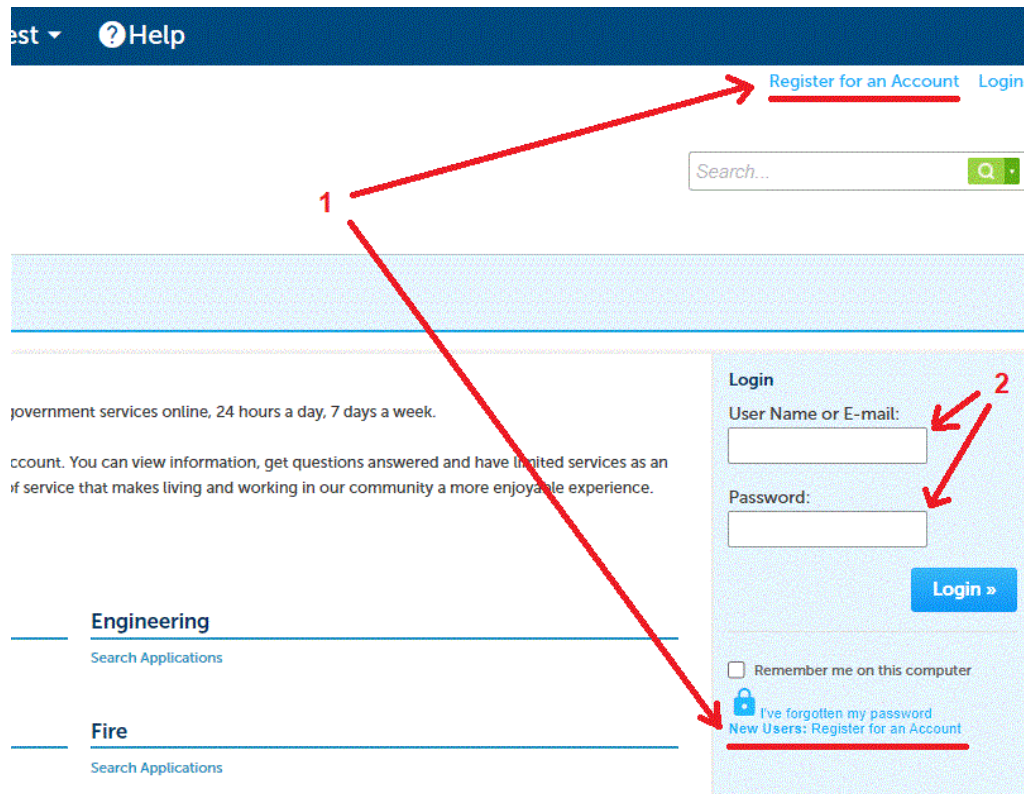 est Help
Register for an Account Login
Search...
1
Login
2
User Name or E-mail:
government services online, 24 hours a day, 7 days a week.
ccount. You can view information, get questions answered and have limited services as an
of service that makes living and working in our community a more enjoyable experience.
Password:
Login »
Engineering
Search Applications
Remember me on this computer
I've forgotten my password
New Users: Register for an Account
Fire
Search Applications